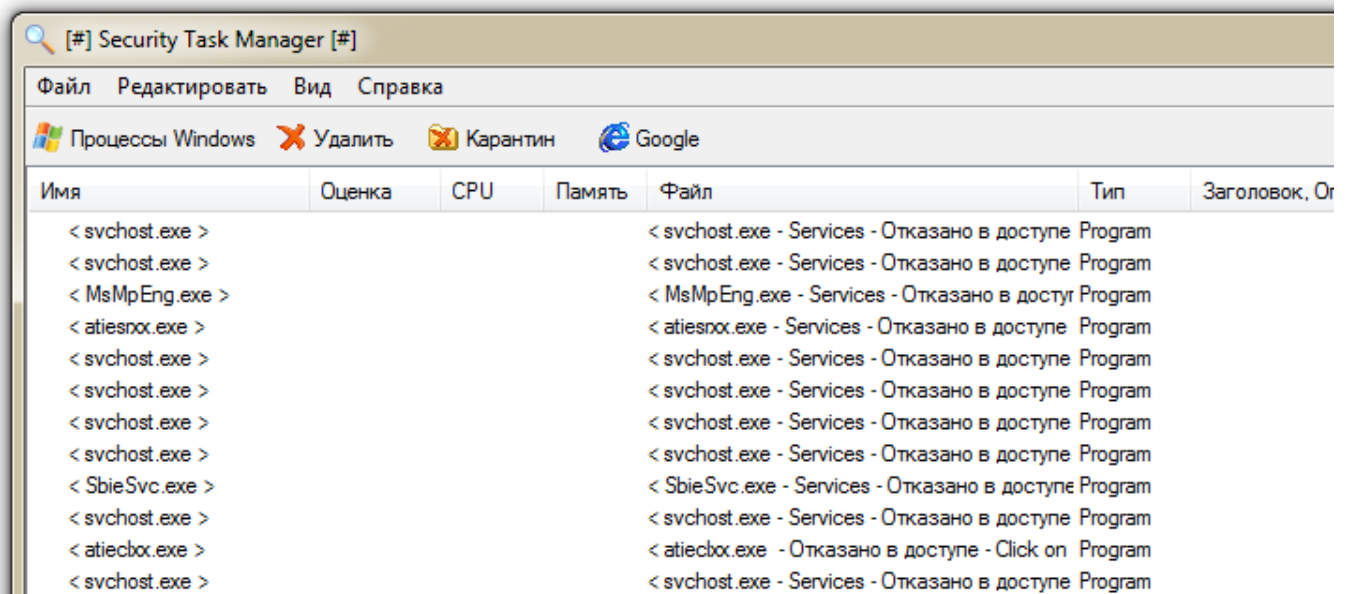 [#] Security Task Manager [#]
Файл Редактировать Вид Справка
Процессы Windows Удалить Карантин Google
Имя Оценка CPU Память Файл Тип Заголовок, Оп
< svchost.exe > < svchost.exe - Services - Отказано в доступе Program
< svchost.exe > < svchost.exe - Services - Отказано в доступе Program
< MsMpEng.exe > < MsMpEng.exe - Services - Отказано в досту Program
< atiesrxx.exe > < atiesrxx.exe - Services - Отказано в доступе Program
< svchost.exe > < svchost.exe - Services - Отказано в доступе Program
< svchost.exe > < svchost.exe - Services - Отказано в доступе Program
< svchost.exe > < svchost.exe - Services - Отказано в доступе Program
< svchost.exe > < svchost.exe - Services - Отказано в доступе Program
< SbieSvc.exe > < SbieSvc.exe - Services - Отказано в доступе Program
< svchost.exe > < svchost.exe - Services - Отказано в доступе Program
< atieclxx.exe > < atieclxx.exe - Отказано в доступе - Click on Program
< svchost.exe > < svchost.exe - Services - Отказано в доступе Program